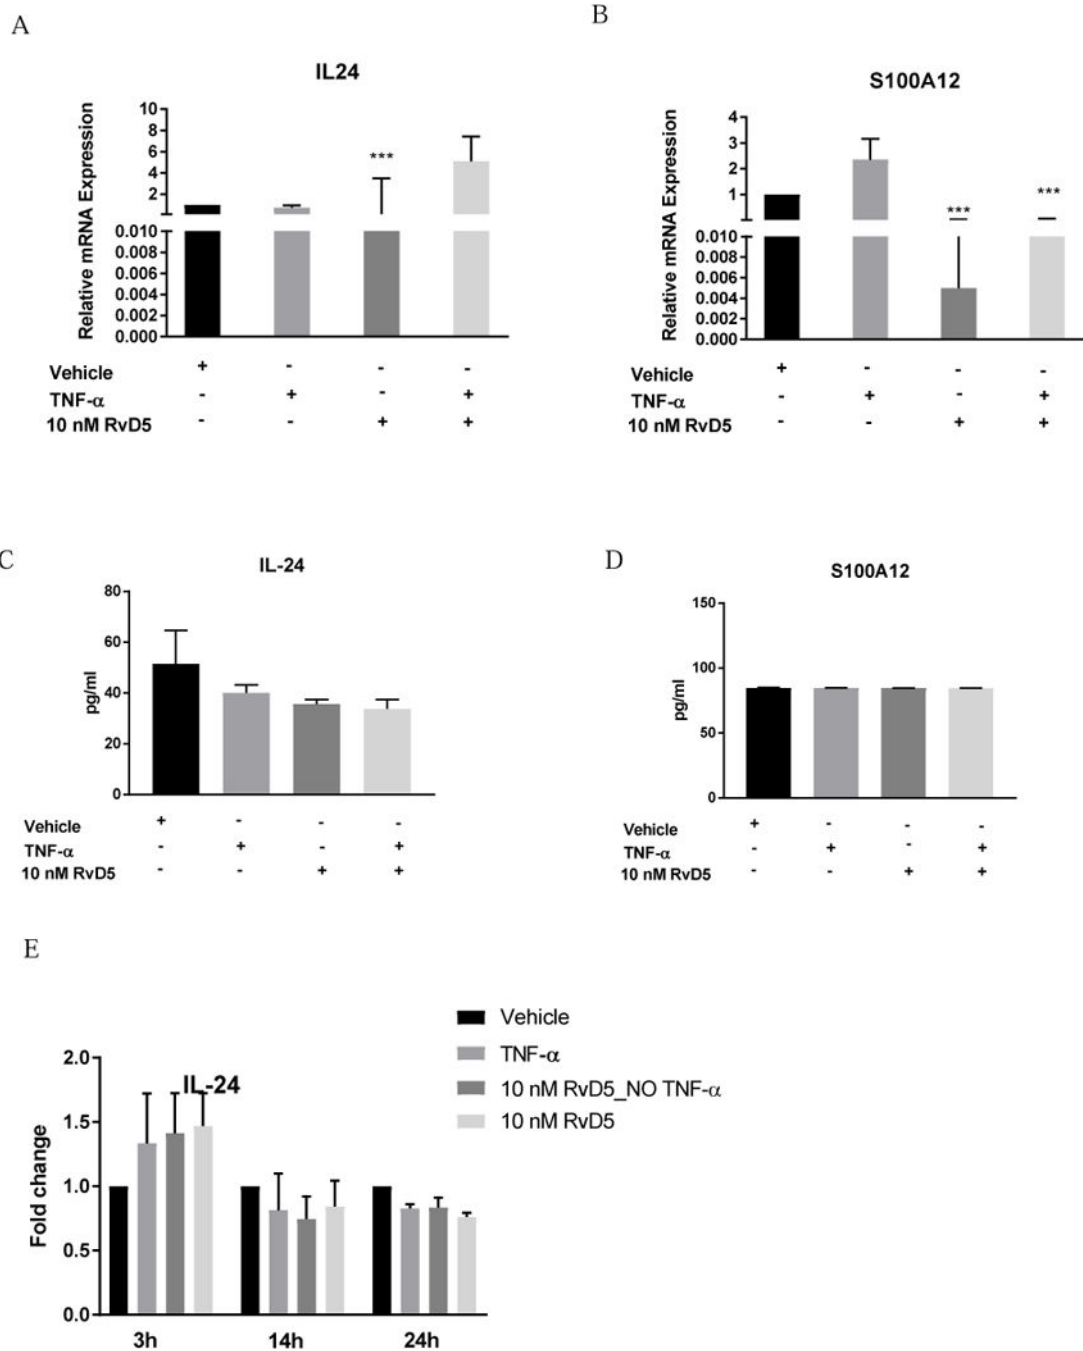 A
IL24
Relative mRNA Expression
10
8
6
4
2
0.010
0.008
0.006
0.004
0.002
0.000
***
Vehicle + - - -
TNF-α - + - +
10 nM RvD5 - - + +
B
S100A12
Relative mRNA Expression
4
3
2
1
0.010
0.008
0.006
0.004
0.002
0.000
*** ***
Vehicle + - - -
TNF-α - + - +
10 nM RvD5 - - + +
C
IL-24
pg/ml
80
60
40
20
0
Vehicle + - - -
TNF-α - + - +
10 nM RvD5 - - + +
D
S100A12
pg/ml
150
100
50
0
Vehicle + - - -
TNF-α - + - +
10 nM RvD5 - - + +
E
IL-24
Fold change
2.0
1.5
1.0
0.5
0.0
3h 14h 24h
Vehicle
TNF-α
10 nM RvD5_NO TNF-α
10 nM RvD5